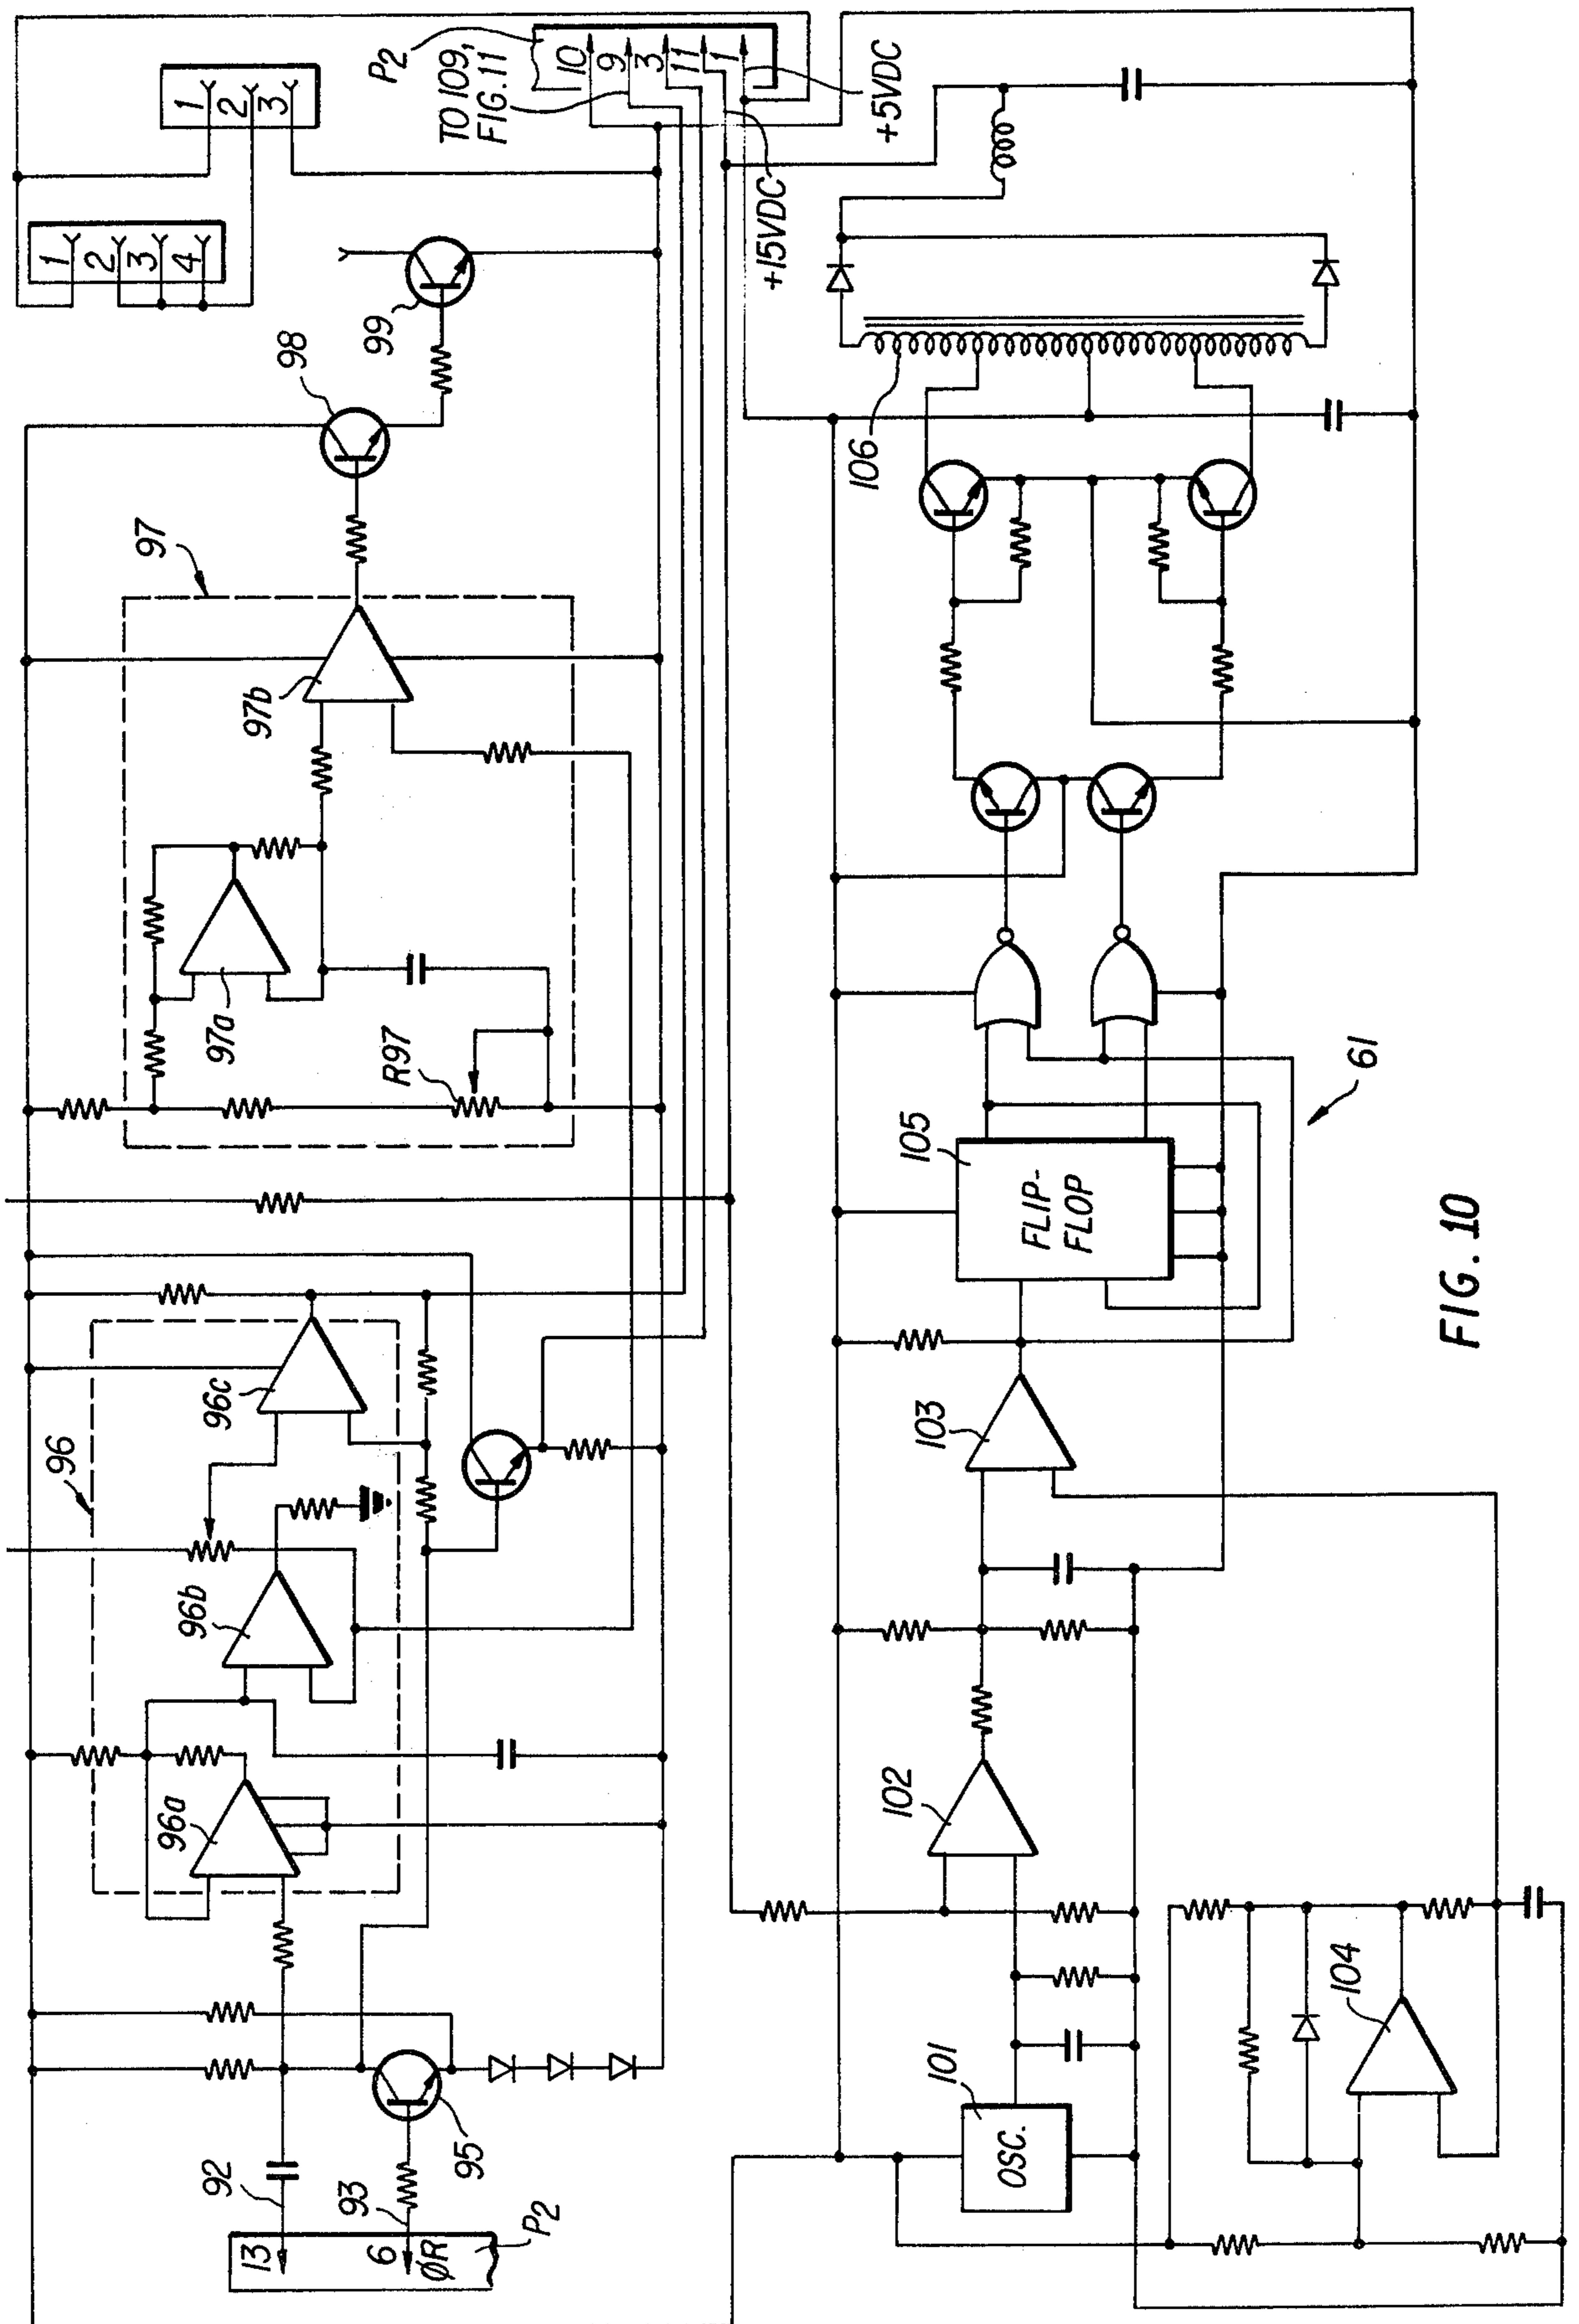 13
6
ØR
P2
92
93
95
96
96a
96b
96c
97
97a
R97
97b
98
99
1
2
3
4
1
2
3
P2
TO 109,
FIG. 11
10
9
3
11
1
+15VDC
+5VDC
101
OSC.
102
103
104
105
FLIP-
FLOP
106
61
FIG. 10